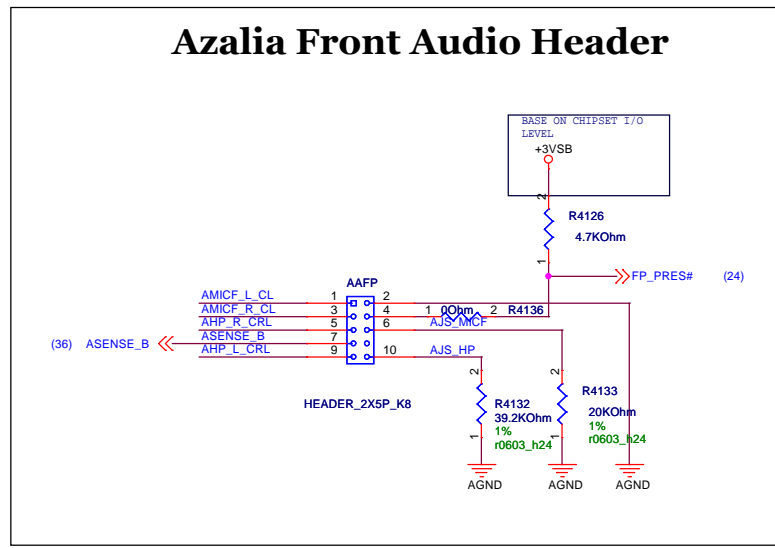 Azalia Front Audio Header
BASE ON CHIPSET I/O
LEVEL
+3VSB
2
R4126
4.7KOhm
1
FP_PRES# (24)
AAFP
AMICF_L_CL 1 2
AMICF_R_CL 3 4 1 0Ohm 2 R4136
AHP_R_CRL 5 6 AJS_MICF
(36) ASENSE_B ASENSE_B 7
AHP_L_CRL 9 10 AJS_HP
HEADER_2X5P_K8
2
R4132
39.2KOhm
1%
r0603_h24
1
2
R4133
20KOhm
1%
r0603_h24
1
AGND AGND AGND